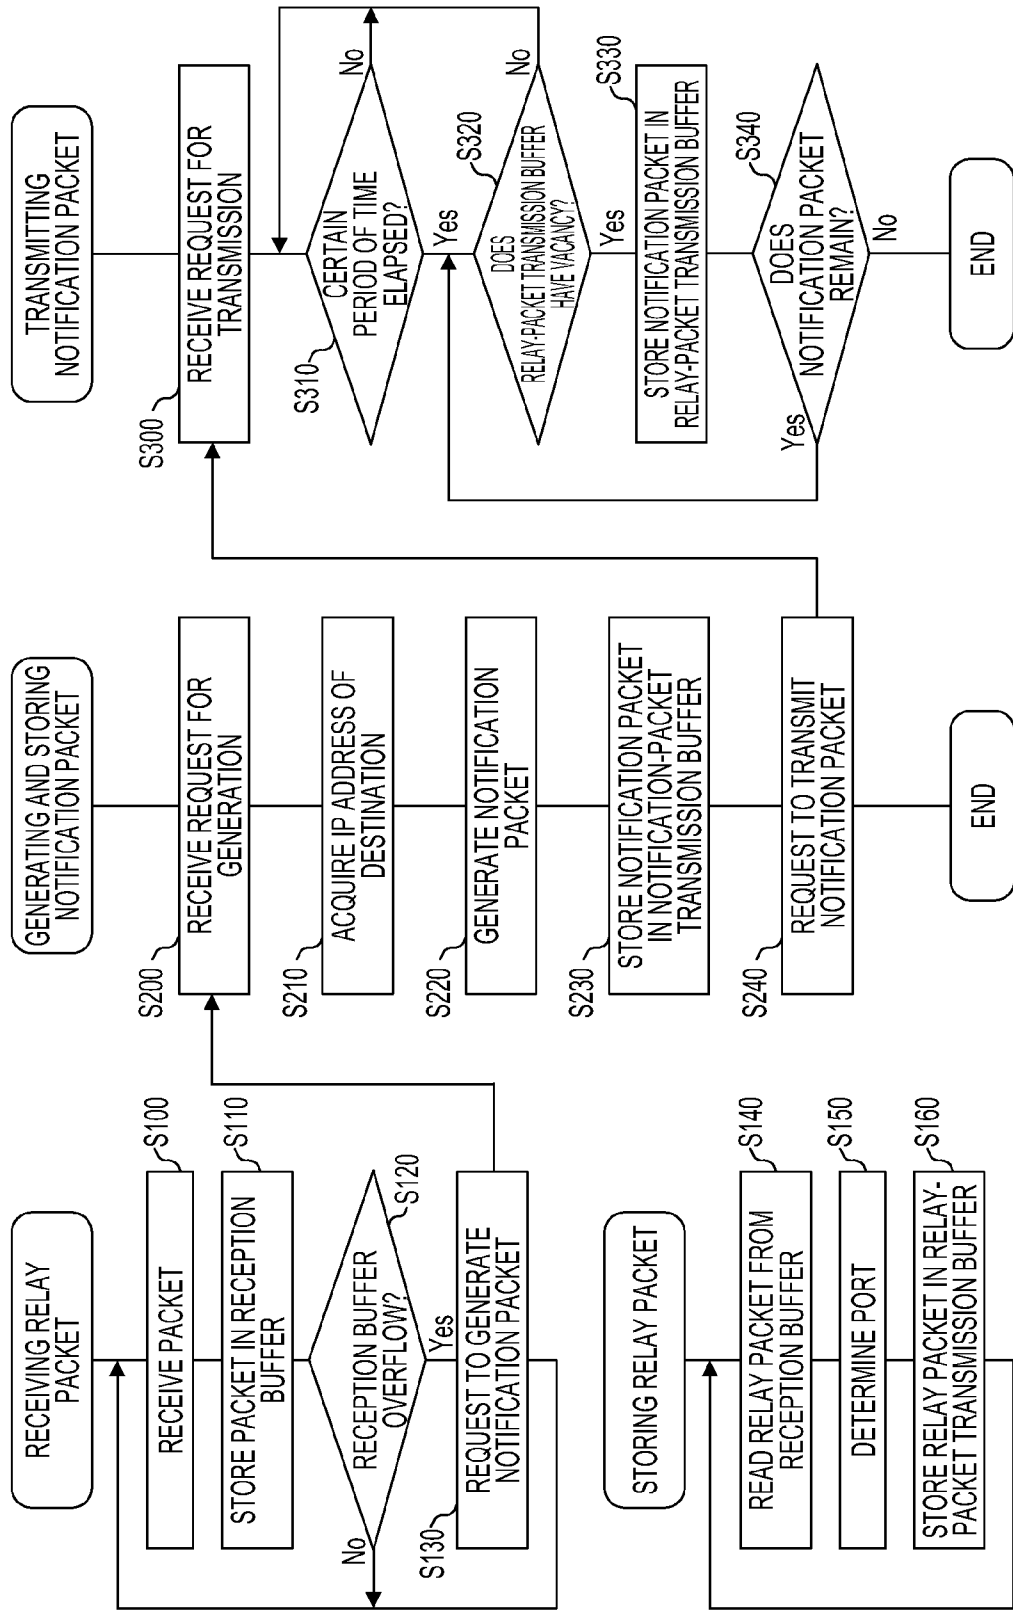 RECEIVING RELAY
PACKET
S100
RECEIVE PACKET
S110
STORE PACKET IN RECEPTION
BUFFER
S120
RECEPTION BUFFER
OVERFLOW?
No
Yes
S130
REQUEST TO GENERATE
NOTIFICATION PACKET
STORING RELAY PACKET
S140
READ RELAY PACKET FROM
RECEPTION BUFFER
S150
DETERMINE PORT
S160
STORE RELAY PACKET IN RELAY-
PACKET TRANSMISSION BUFFER
GENERATING AND STORING
NOTIFICATION PACKET
S200
RECEIVE REQUEST FOR
GENERATION
S210
ACQUIRE IP ADDRESS OF
DESTINATION
S220
GENERATE NOTIFICATION
PACKET
S230
STORE NOTIFICATION PACKET
IN NOTIFICATION-PACKET
TRANSMISSION BUFFER
S240
REQUEST TO TRANSMIT
NOTIFICATION PACKET
END
TRANSMITTING
NOTIFICATION PACKET
S300
RECEIVE REQUEST FOR
TRANSMISSION
S310
CERTAIN
PERIOD OF TIME
ELAPSED?
No
Yes
S320
DOES
RELAY-PACKET TRANSMISSION BUFFER
HAVE VACANCY?
No
Yes
S330
STORE NOTIFICATION PACKET IN
RELAY-PACKET TRANSMISSION BUFFER
S340
DOES
NOTIFICATION PACKET
REMAIN?
Yes
No
END